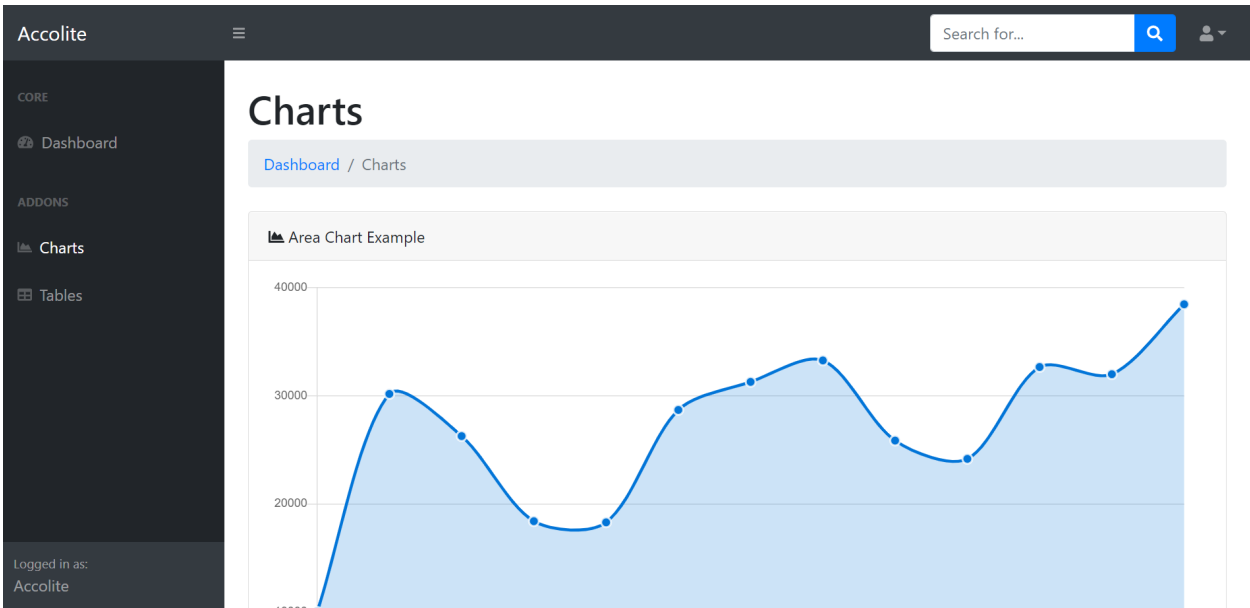 Accolite
Search for...
CORE
Dashboard
ADDONS
Charts
Tables
Logged in as:
Accolite
Charts
Dashboard / Charts
Area Chart Example
40000
30000
20000